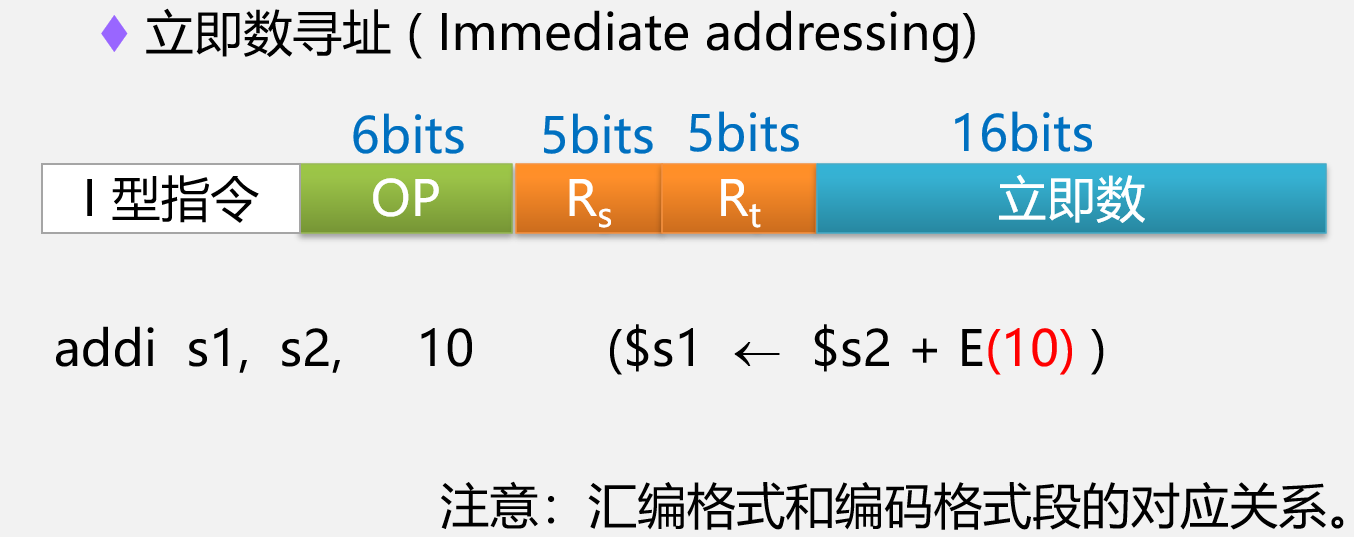 立即数寻址 ( Immediate addressing)
6bits 5bits 5bits 16bits
I 型指令 OP Rs Rt 立即数
addi s1, s2, 10 ($s1 ← $s2 + E(10) )
注意：汇编格式和编码格式段的对应关系。